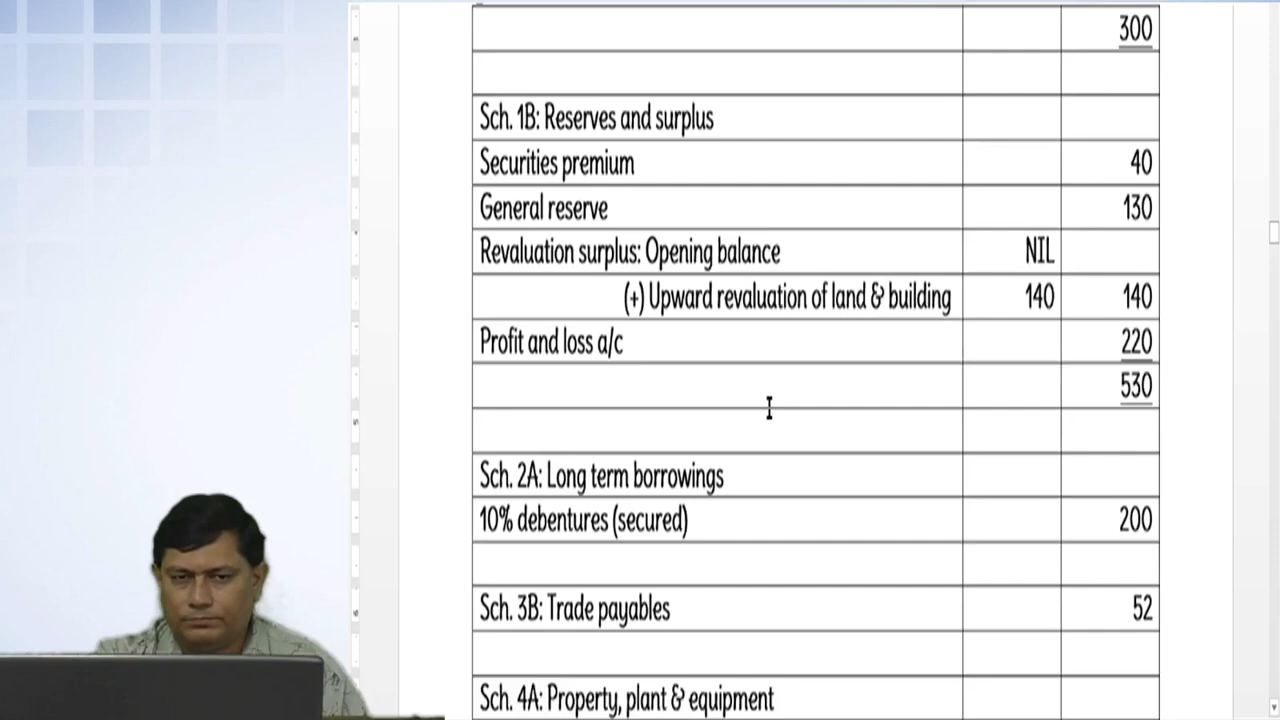 300
Sch. 1B: Reserves and surplus
Securities premium 40
General reserve 130
Revaluation surplus: Opening balance NIL
(+) Upward revaluation of land & building 140 140
Profit and loss a/c 220
530
Sch. 2A: Long term borrowings
10% debentures (secured) 200
Sch. 3B: Trade payables 52
Sch. 4A: Property, plant & equipment